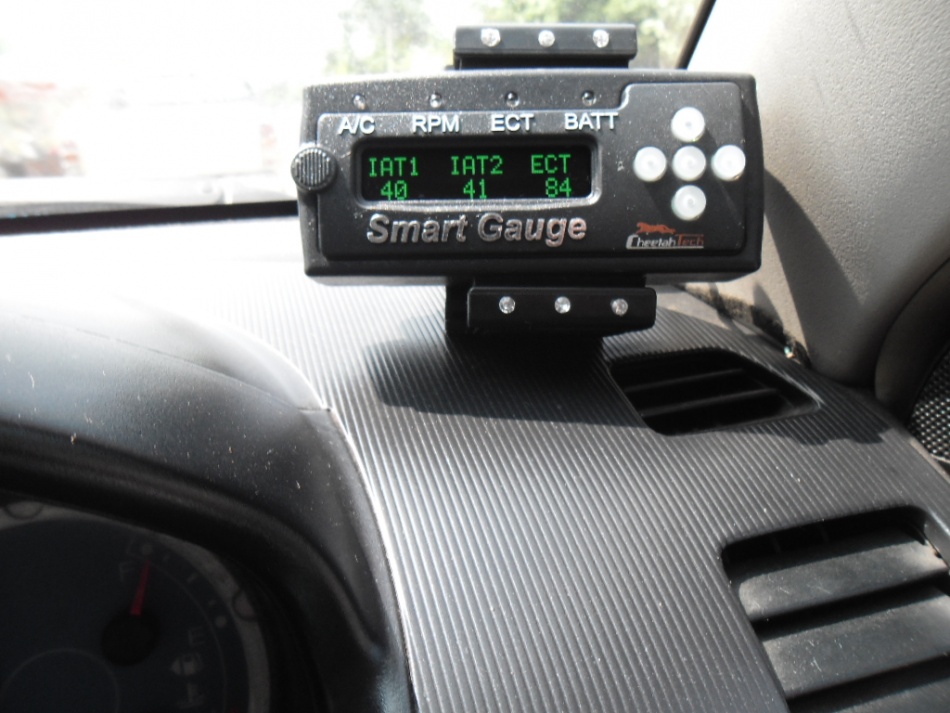 A/C RPM ECT BATT
IAT1 IAT2 ECT
40 41 84
Smart Gauge
CheetahTech